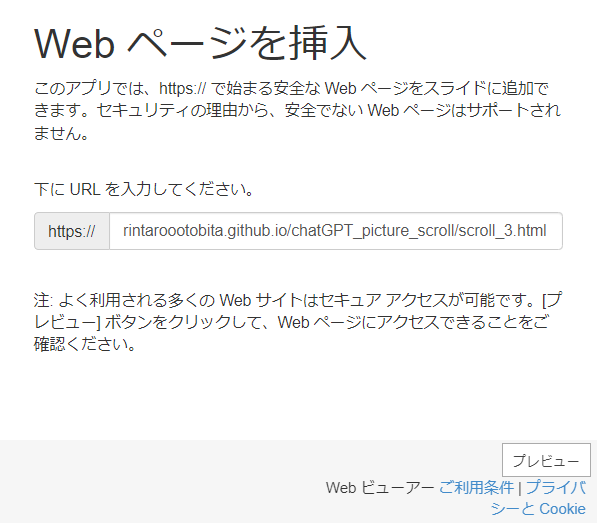 Web ページを挿入
このアプリでは、https:// で始まる安全な Web ページをスライドに追加で
きます。セキュリティの理由から、安全でない Web ページはサポートされ
ません。
下に URL を入力してください。
https:// rintaroootobita.github.io/chatGPT_picture_scroll/scroll_3.html
注: よく利用される多くの Web サイトはセキュア アクセスが可能です。[プ
レビュー] ボタンをクリックして、Web ページにアクセスできることをご
確認ください。
プレビュー
Web ビューアー ご利用条件 | プライバ
シーと Cookie